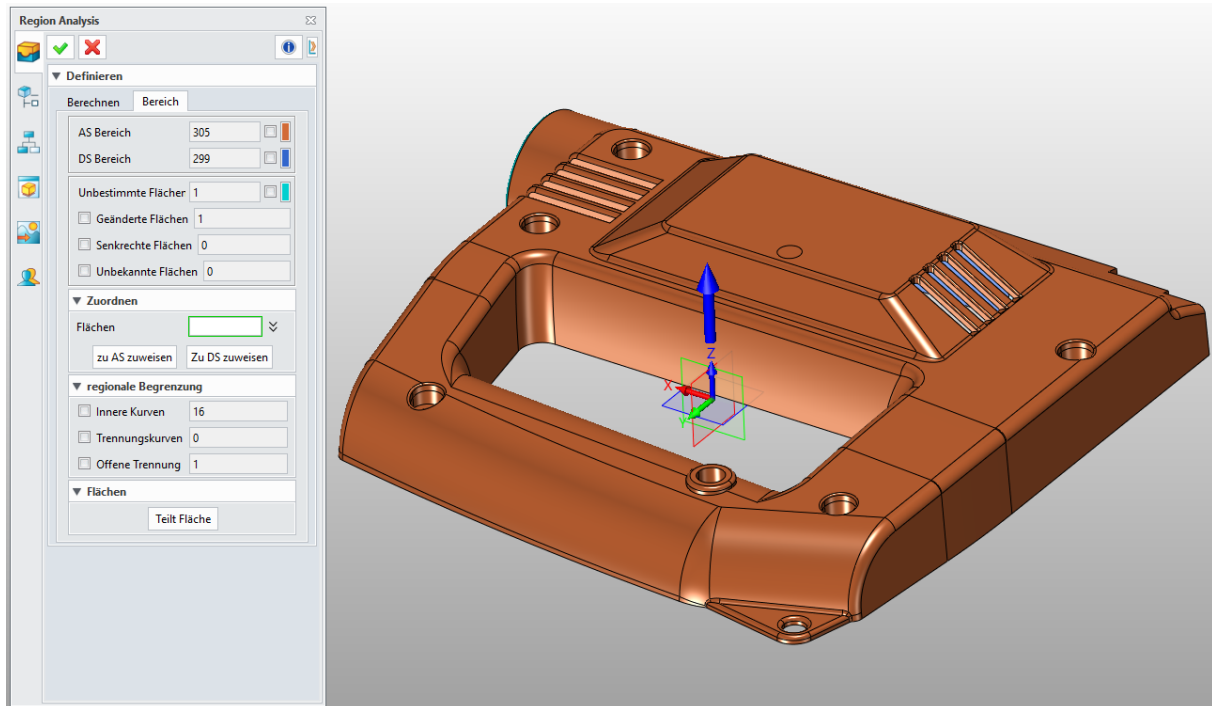 Region Analysis
Definieren
Berechnen Bereich
AS Bereich 305
DS Bereich 299
Unbestimmte Flächer 1
Geänderte Flächen 1
Senkrechte Flächen 0
Unbekannte Flächen 0
Zuordnen
Flächen
zu AS zuweisen Zu DS zuweisen
regionale Begrenzung
Innere Kurven 16
Trennungskurven 0
Offene Trennung 1
Flächen
Teilt Fläche
Z
X
Y